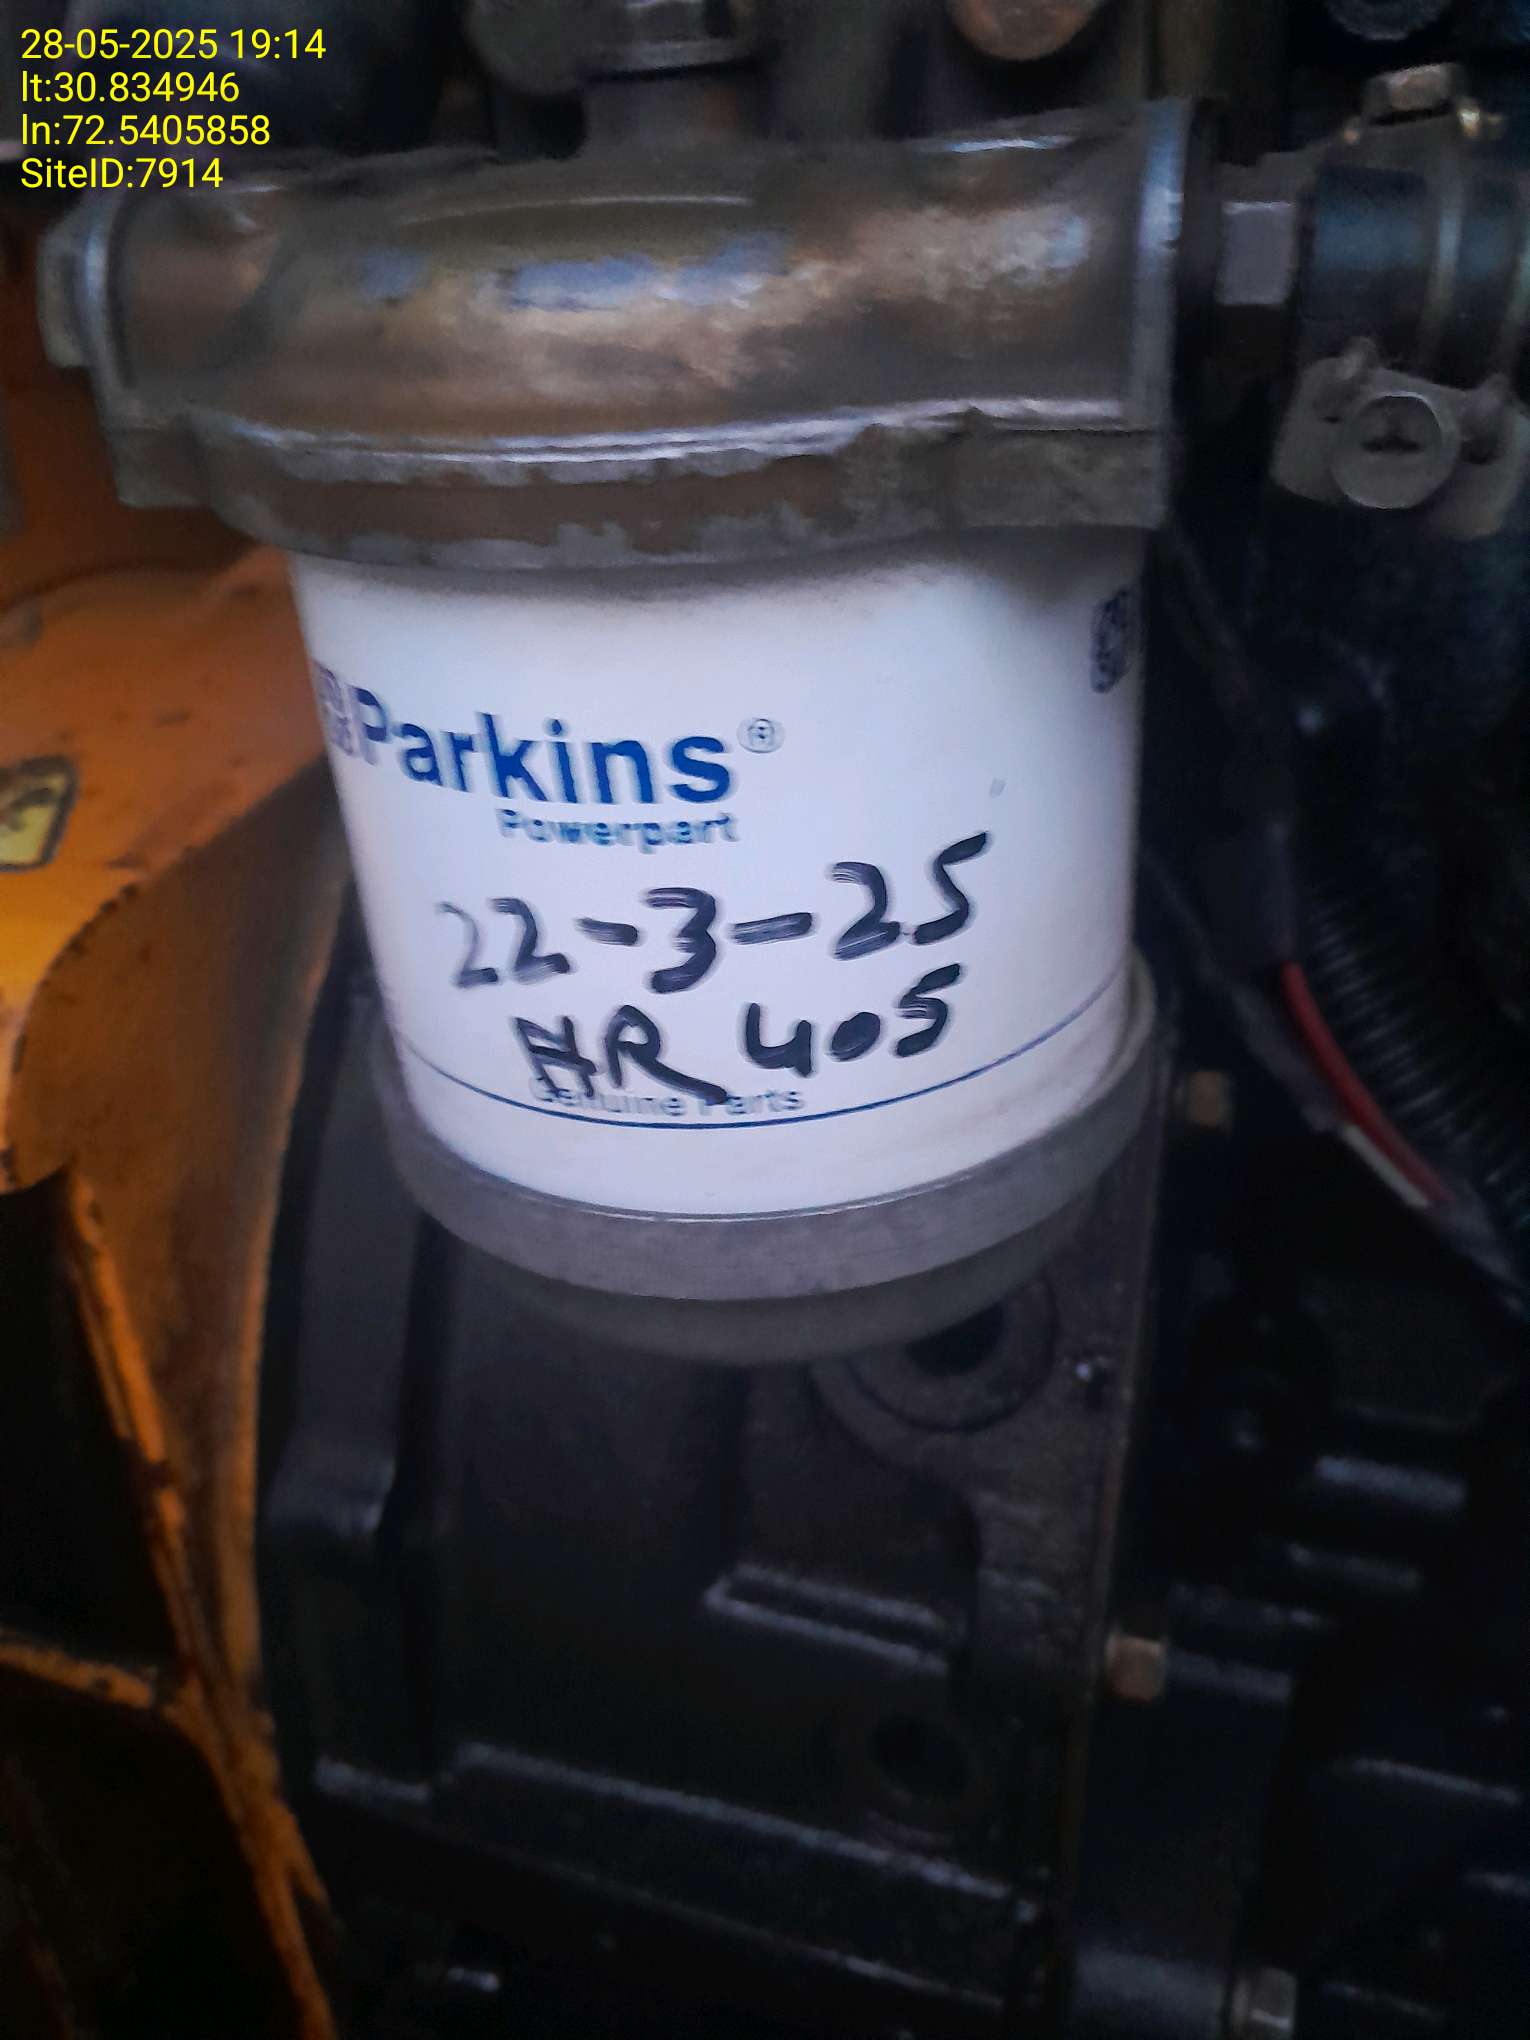 28-05-2025 19:14
lt:30.834946
ln:72.5405858
SiteID:7914
Parkins®
Powerpart
22-3-25
HR 405
Genuine Parts